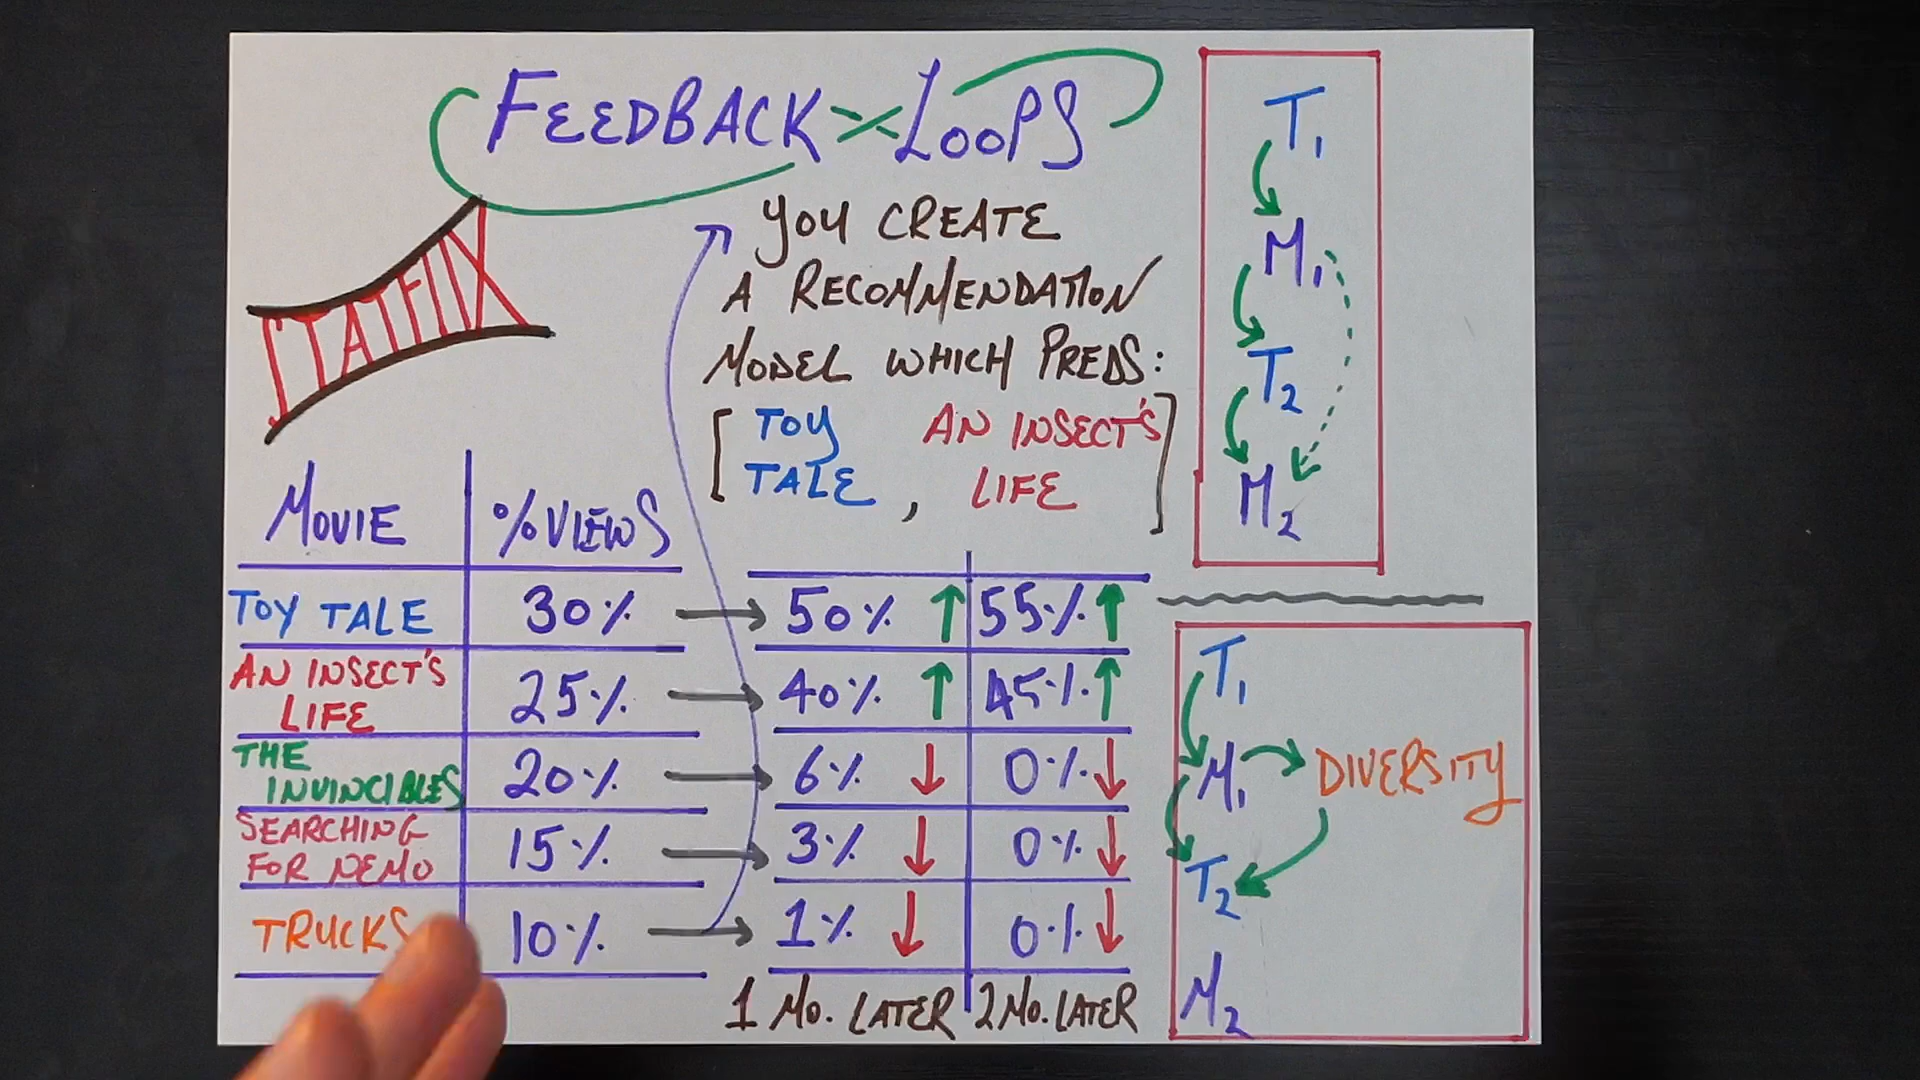 FEEDBACK LOOPS
STATFLIX
YOU CREATE
A RECOMMENDATION
MODEL WHICH PREDS:
[TOY TALE, AN INSECT'S LIFE]
MOVIE %VIEWS
TOY TALE 30% 50% 55%
AN INSECT'S LIFE 25% 40% 45%
THE INVINCIBLES 20% 6% 0%
SEARCHING FOR NEMO 15% 3% 0%
TRUCKS 10% 1% 0%
1 MO. LATER 2 MO. LATER
T1
M1
T2
M2
T1
M1 DIVERSITY
T2
M2